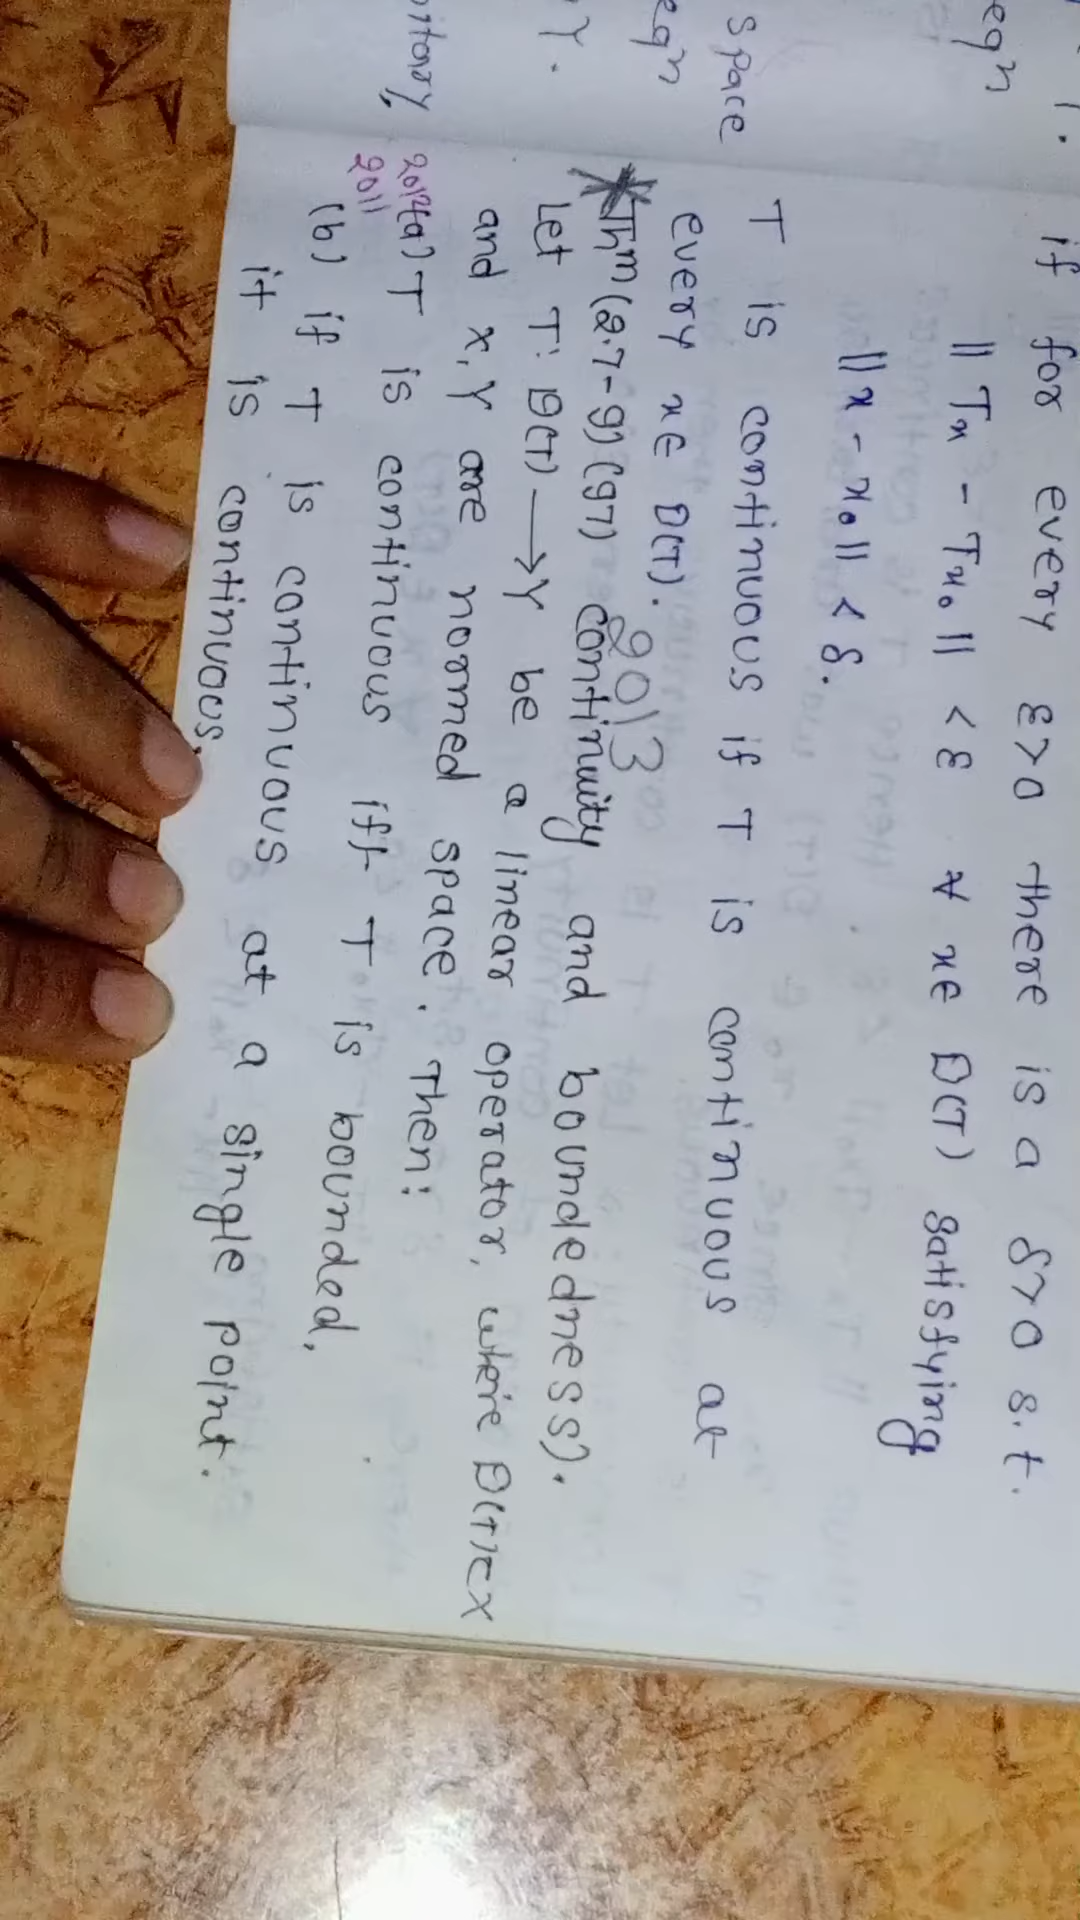 if for every ε>0 there is a δ>0 s.t.
|| Tx - Tx₀ || < ε ∀ x∈ D(T) satisfying
|| x - x₀ || < δ.
T is continuous if T is continuous at
every x∈ D(T).
2013
*Thm (2.7-9) (97) continuity and boundedness).
Let T: D(T) → Y be a linear operator, where D(T)⊂X
and X, Y are normed space. Then:
(a) T is continuous iff T is bounded,
2011
(b) if T is continuous at a single point.
it is continuous.
eqn
space
eqn
Y.